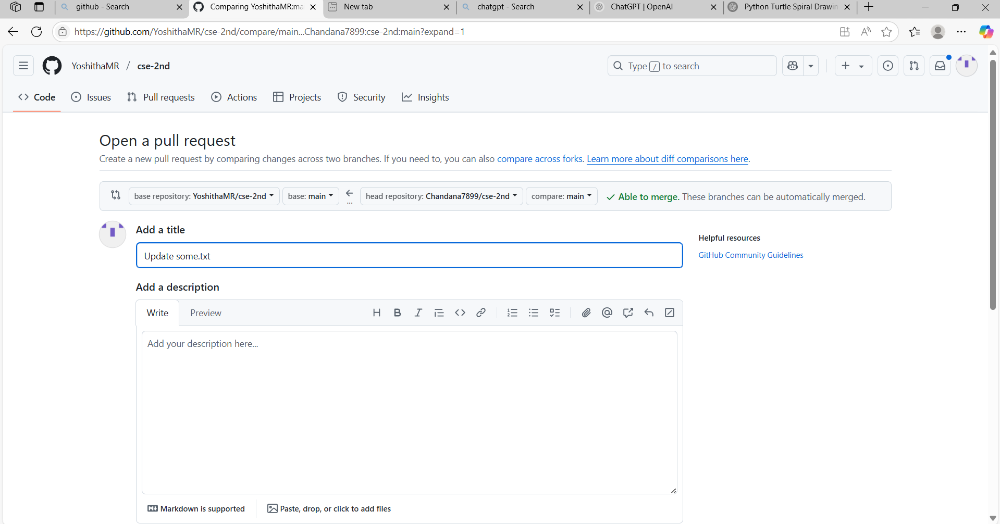 github - Search
Comparing YoshithaMR:ma
New tab
chatgpt - Search
ChatGPT | OpenAI
Python Turtle Spiral Drawin
https://github.com/YoshithaMR/cse-2nd/compare/main...Chandana7899:cse-2nd:main?expand=1
YoshithaMR / cse-2nd
Type / to search
Code
Issues
Pull requests
Actions
Projects
Security
Insights
Open a pull request
Create a new pull request by comparing changes across two branches. If you need to, you can also compare across forks. Learn more about diff comparisons here.
base repository: YoshithaMR/cse-2nd
base: main
head repository: Chandana7899/cse-2nd
compare: main
Able to merge. These branches can be automatically merged.
Add a title
Update some.txt
Helpful resources
GitHub Community Guidelines
Add a description
Write
Preview
Add your description here...
Markdown is supported
Paste, drop, or click to add files